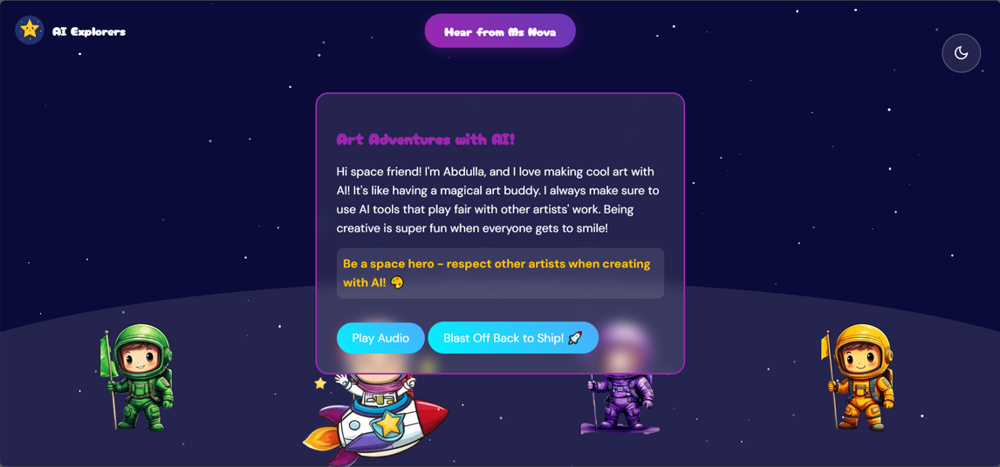 AI Explorers
Hear from Ms Nova
Art Adventures with AI!
Hi space friend! I'm Abdulla, and I love making cool art with
AI! It's like having a magical art buddy. I always make sure to
use AI tools that play fair with other artists' work. Being
creative is super fun when everyone gets to smile!
Be a space hero - respect other artists when creating
with AI! 🎨
Play Audio
Blast Off Back to Ship! 🚀